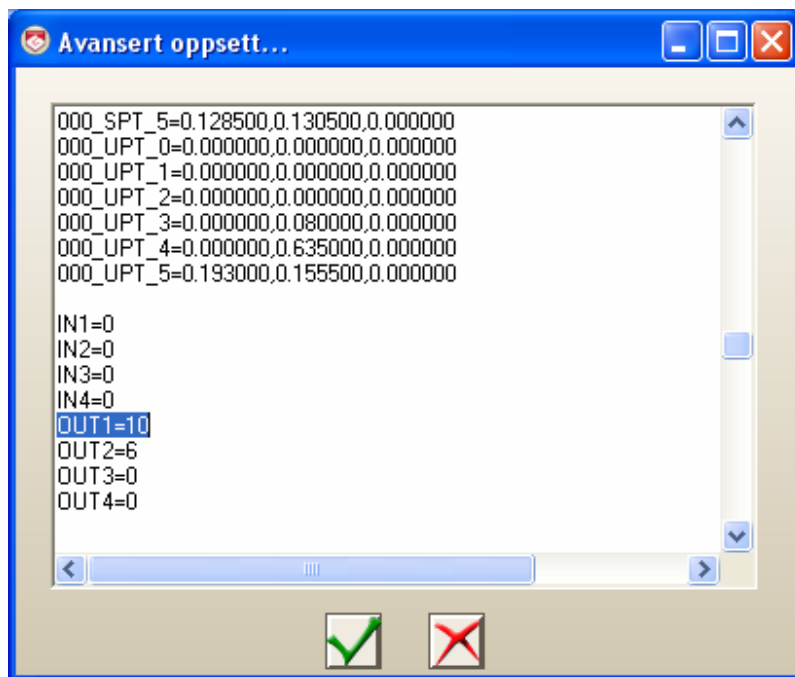 Avansert oppsett...
000_SPT_5=0.128500,0.130500,0.000000
000_UPT_0=0.000000,0.000000,0.000000
000_UPT_1=0.000000,0.000000,0.000000
000_UPT_2=0.000000,0.000000,0.000000
000_UPT_3=0.000000,0.080000,0.000000
000_UPT_4=0.000000,0.635000,0.000000
000_UPT_5=0.193000,0.155500,0.000000
IN1=0
IN2=0
IN3=0
IN4=0
OUT1=10
OUT2=6
OUT3=0
OUT4=0